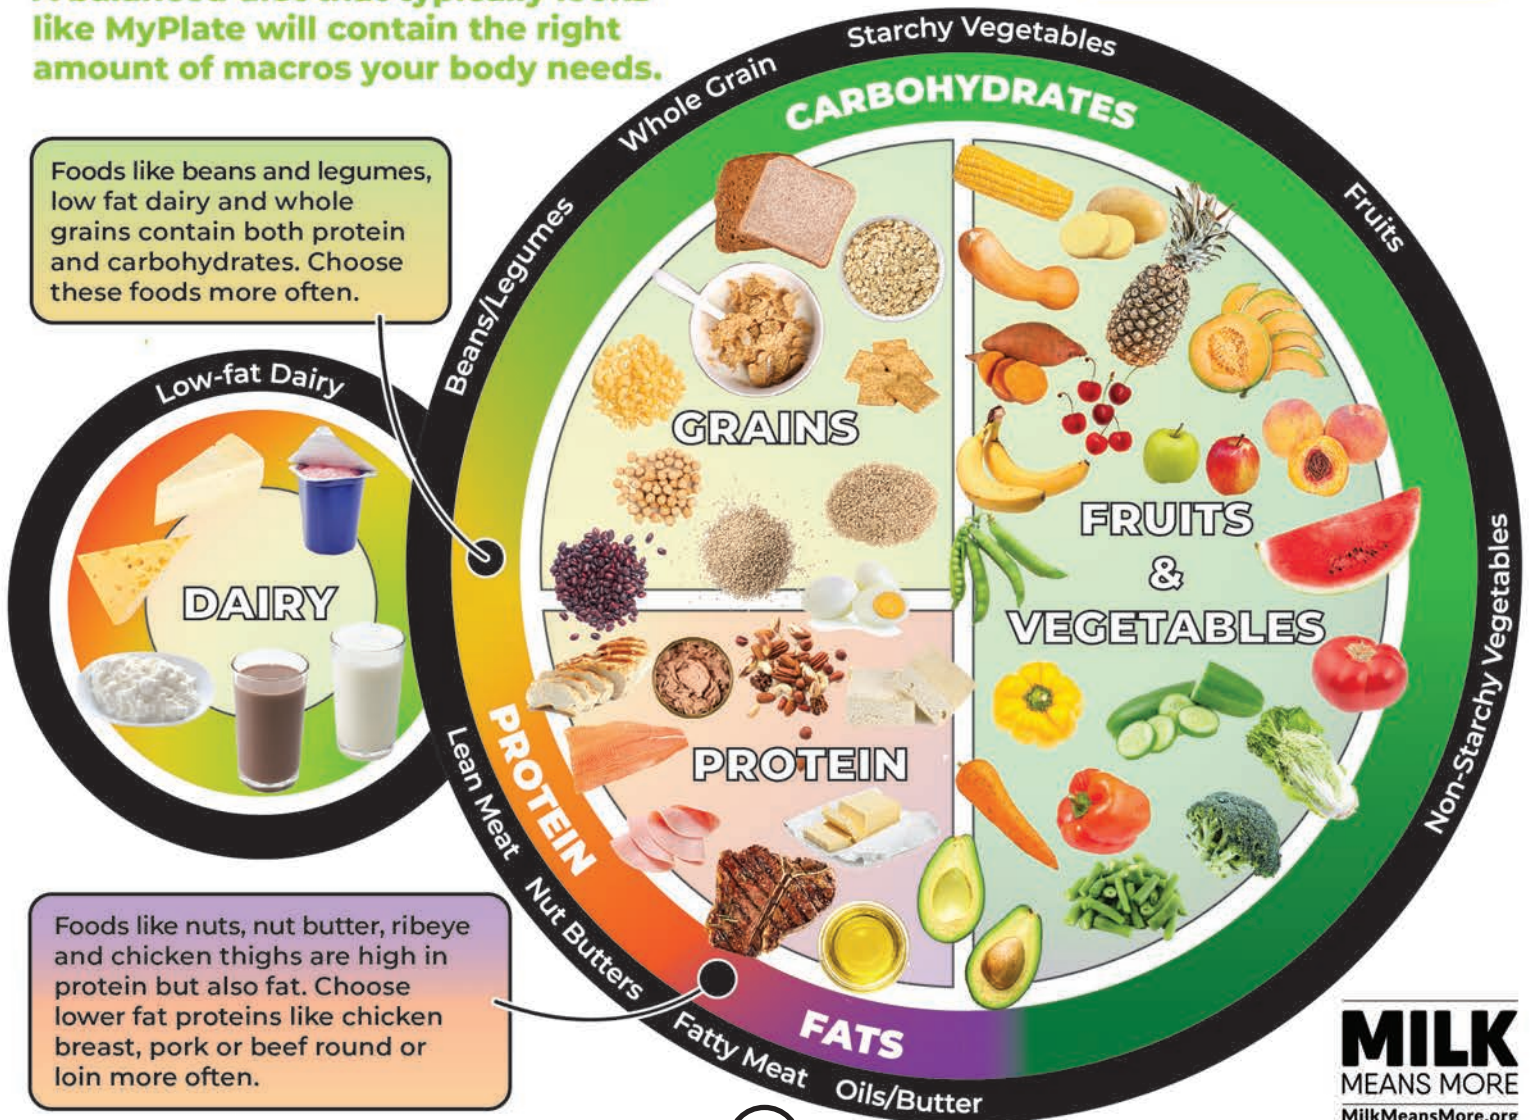 like MyPlate will contain the right
amount of macros your body needs.
Foods like beans and legumes,
low fat dairy and whole
grains contain both protein
and carbohydrates. Choose
these foods more often.
Low-fat Dairy
Beans/Legumes
Whole Grain
Starchy Vegetables
Fruits
Non-Starchy Vegetables
CARBOHYDRATES
GRAINS
FRUITS
&
VEGETABLES
DAIRY
PROTEIN
PROTEIN
Lean Meat
Nut Butters
Fatty Meat
Oils/Butter
FATS
Foods like nuts, nut butter, ribeye
and chicken thighs are high in
protein but also fat. Choose
lower fat proteins like chicken
breast, pork or beef round or
loin more often.
MILK
MEANS MORE
MilkMeansMore.org